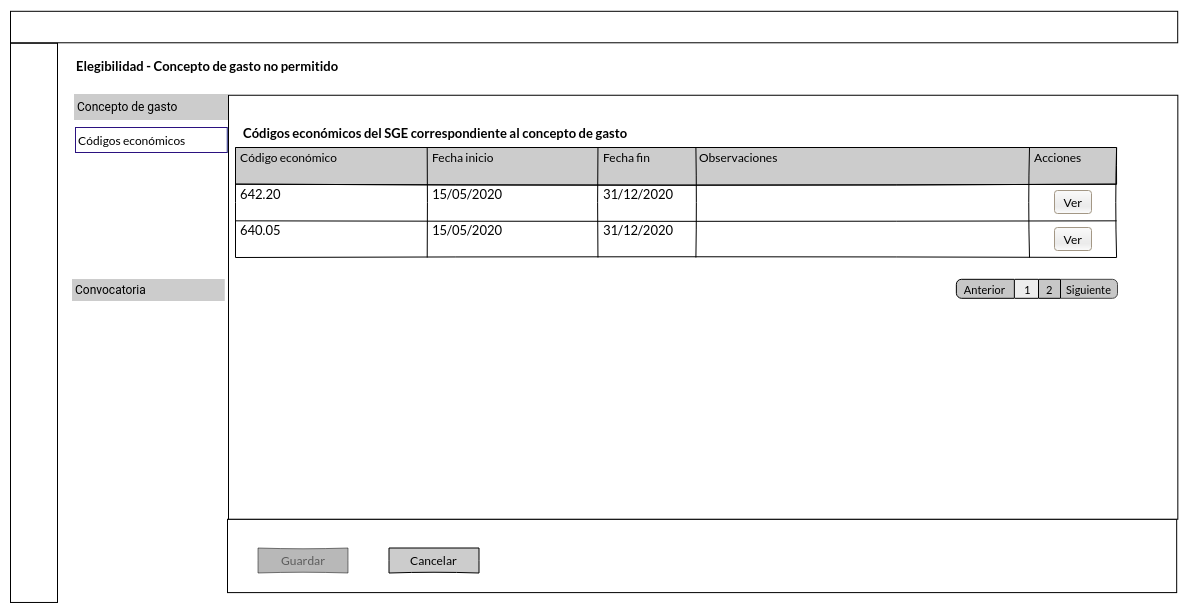 Elegibilidad - Concepto de gasto no permitido
Concepto de gasto
Códigos económicos
Códigos económicos del SGE correspondiente al concepto de gasto
Código económico Fecha inicio Fecha fin Observaciones Acciones
642.20 15/05/2020 31/12/2020 Ver
640.05 15/05/2020 31/12/2020 Ver
Convocatoria
Anterior 1 2 Siguiente
Guardar Cancelar